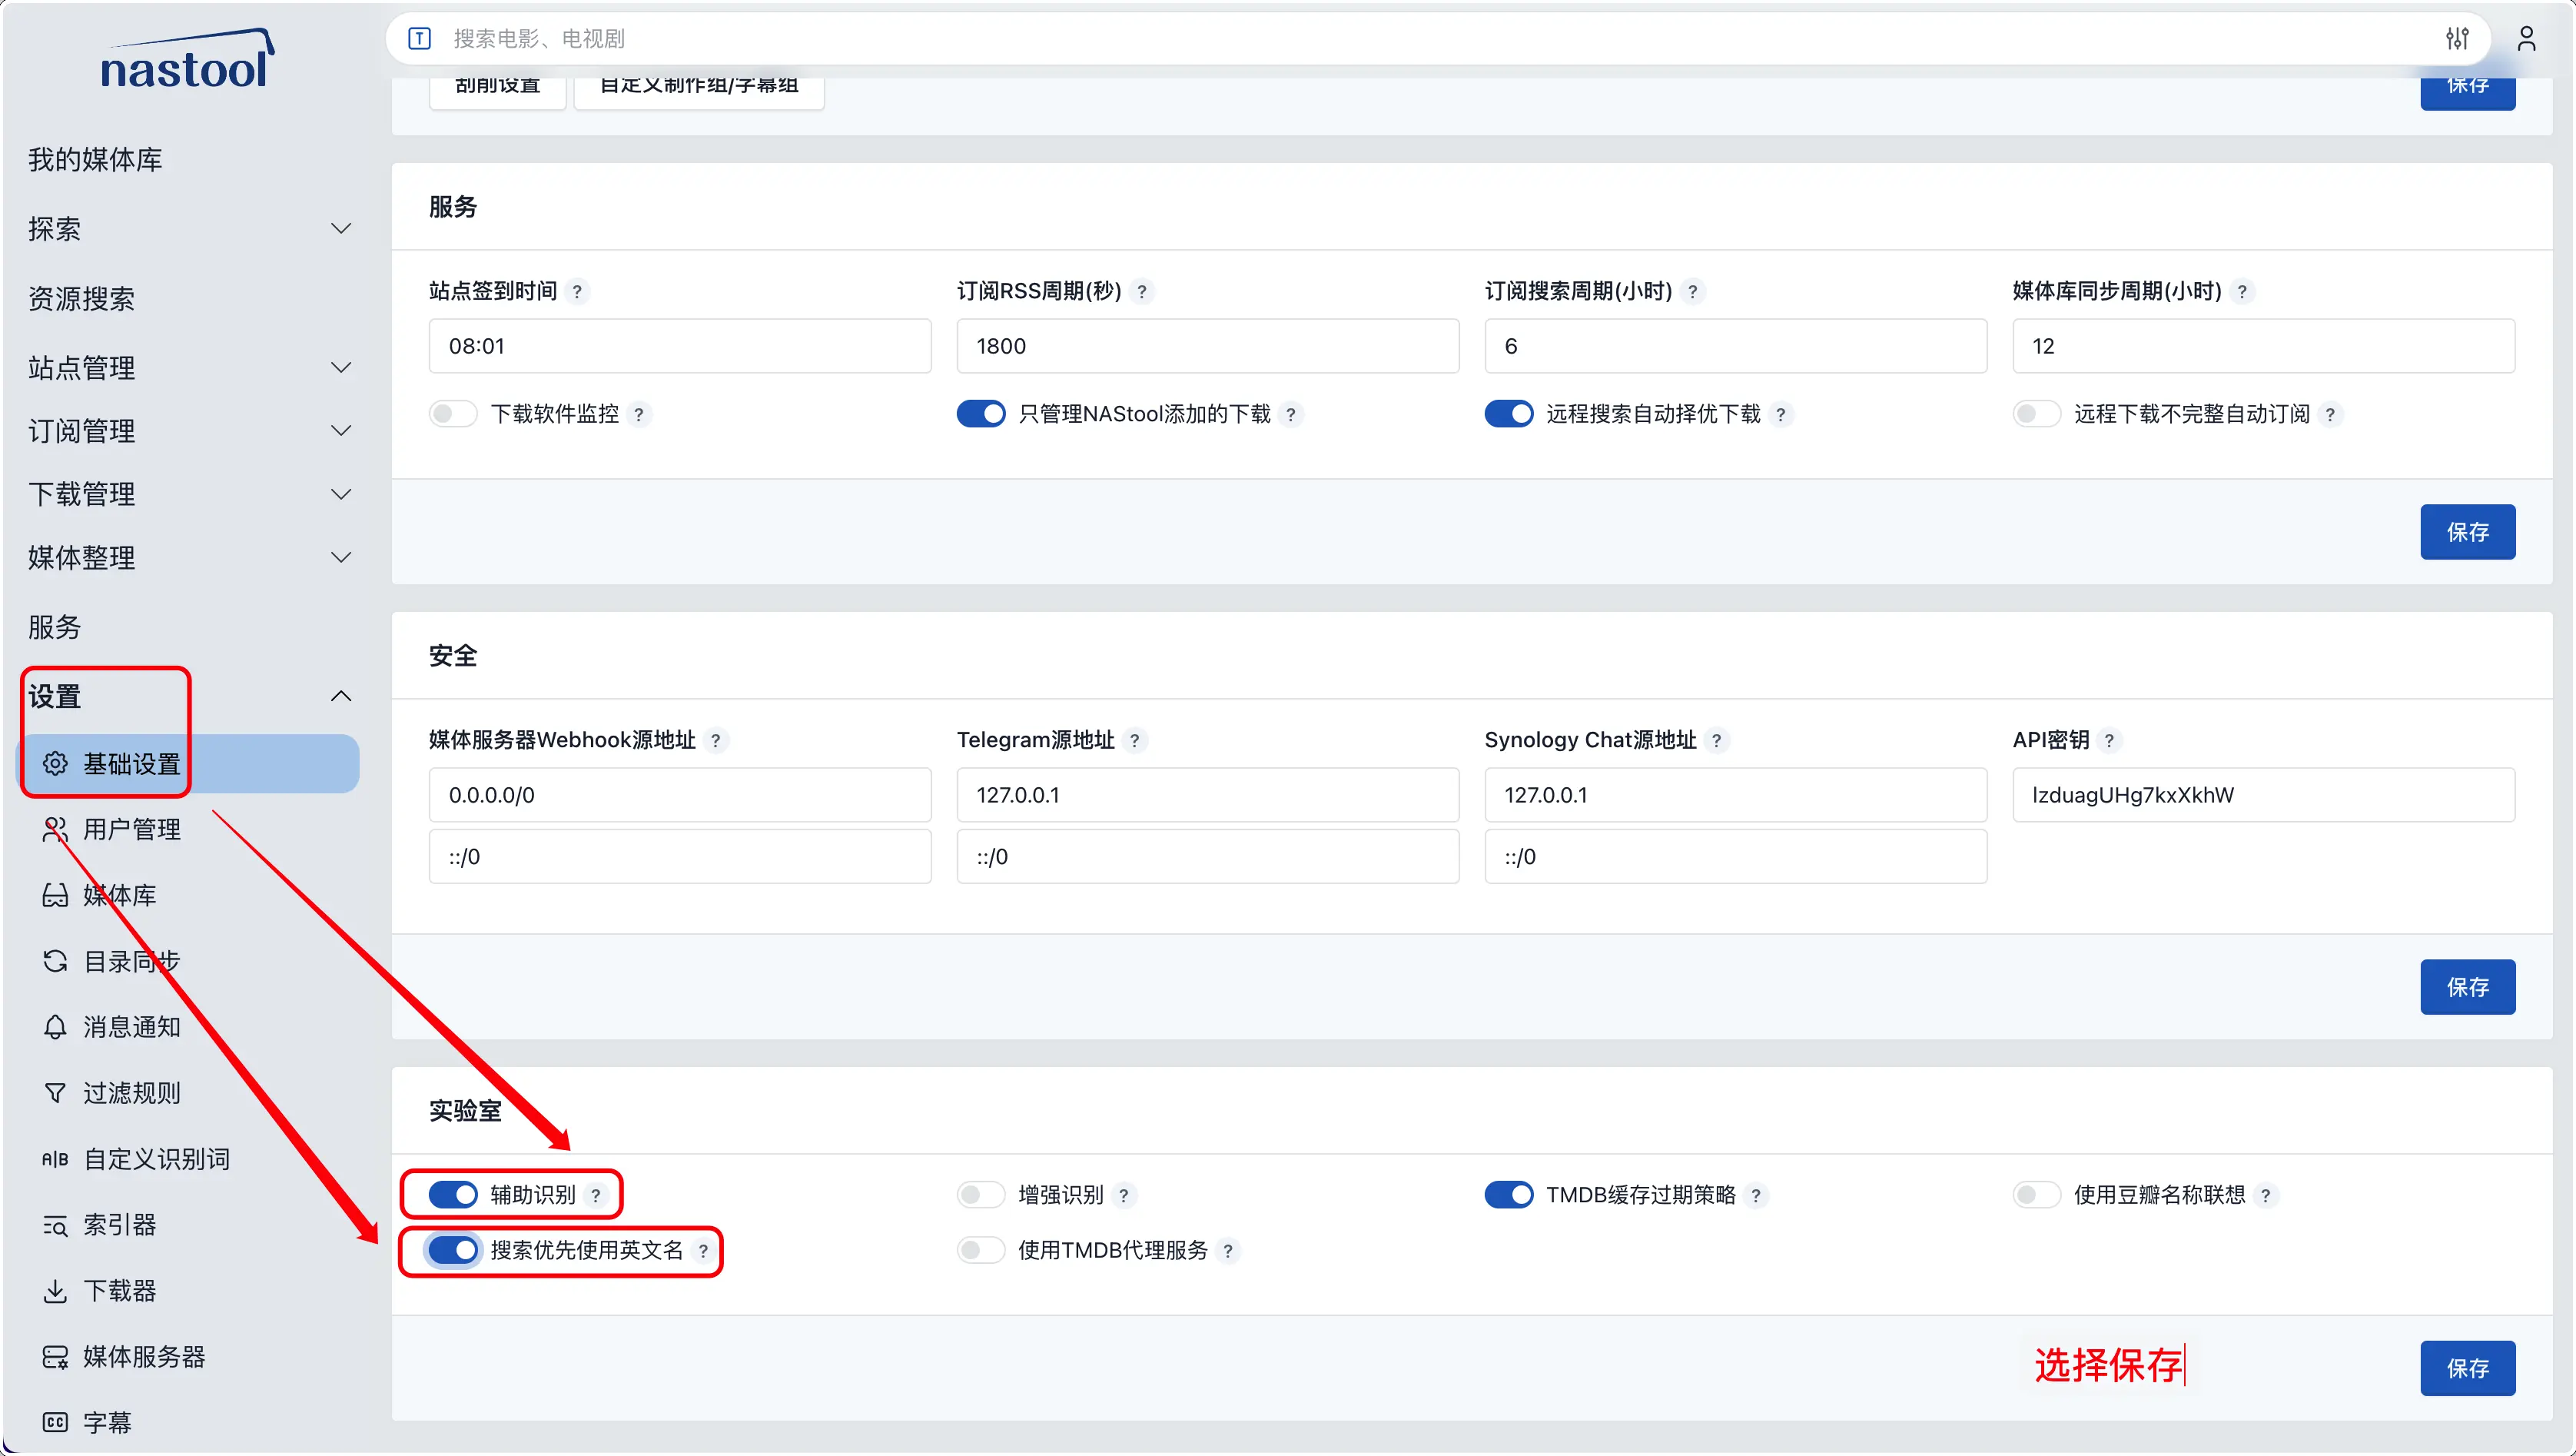 nastool
搜索电影、电视剧
刮削设置
自定义制作组/字幕组
保存
我的媒体库
探索
资源搜索
站点管理
订阅管理
下载管理
媒体整理
服务
设置
基础设置
用户管理
媒体库
目录同步
消息通知
过滤规则
A|B 自定义识别词
索引器
下载器
媒体服务器
CC 字幕
服务
站点签到时间 ?
订阅RSS周期(秒) ?
订阅搜索周期(小时) ?
媒体库同步周期(小时) ?
08:01
1800
6
12
下载软件监控 ?
只管理NAStool添加的下载 ?
远程搜索自动择优下载 ?
远程下载不完整自动订阅 ?
保存
安全
媒体服务器Webhook源地址 ?
Telegram源地址 ?
Synology Chat源地址 ?
API密钥 ?
0.0.0.0/0
127.0.0.1
127.0.0.1
IzduagUHg7kxXkhW
::/0
::/0
::/0
保存
实验室
辅助识别 ?
增强识别 ?
TMDB缓存过期策略 ?
使用豆瓣名称联想 ?
搜索优先使用英文名 ?
使用TMDB代理服务 ?
选择保存
保存